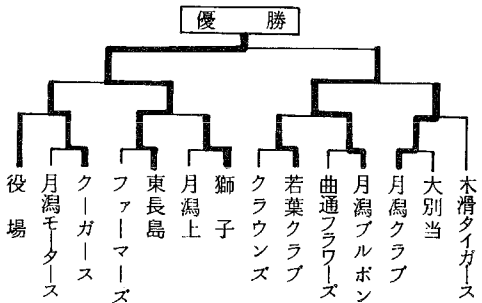 優勝
役場
月潟モータース
クーガース
ファーマーズ
東長島
月潟上
獅子
クラウンズ
若葉クラブ
曲通フラワーズ
月潟ブルボン
月潟クラブ
大別当
木滑タイガース